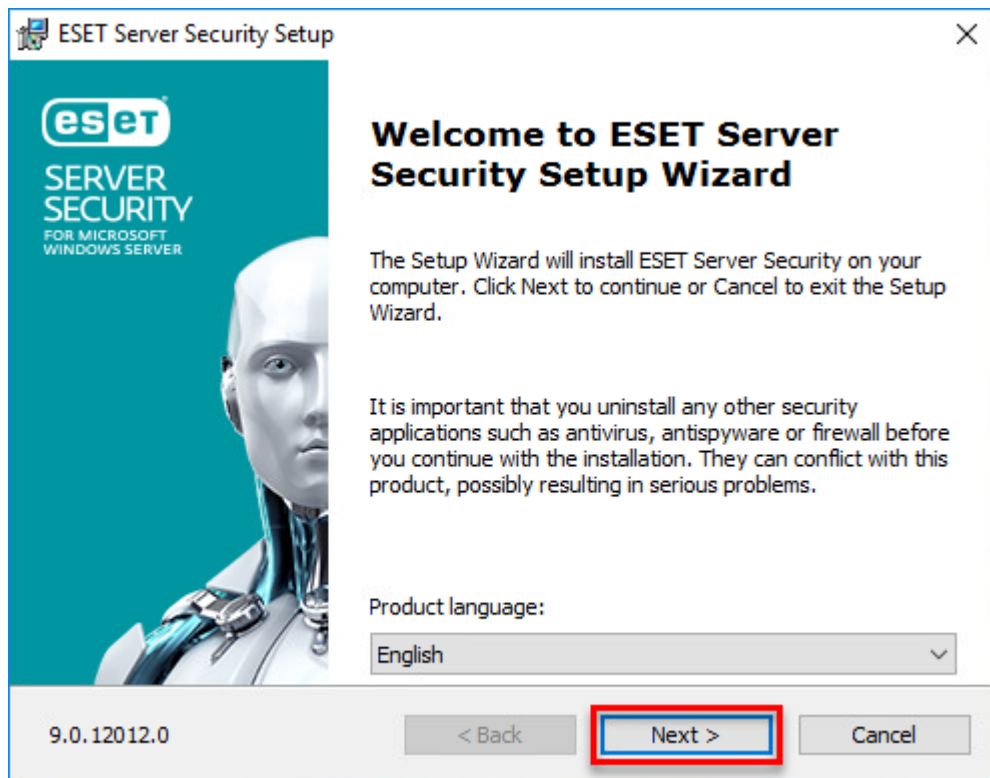 ESET Server Security Setup
eset
SERVER
SECURITY
FOR MICROSOFT
WINDOWS SERVER
Welcome to ESET Server
Security Setup Wizard
The Setup Wizard will install ESET Server Security on your
computer. Click Next to continue or Cancel to exit the Setup
Wizard.
It is important that you uninstall any other security
applications such as antivirus, antispyware or firewall before
you continue with the installation. They can conflict with this
product, possibly resulting in serious problems.
Product language:
English
9.0.12012.0
< Back
Next >
Cancel